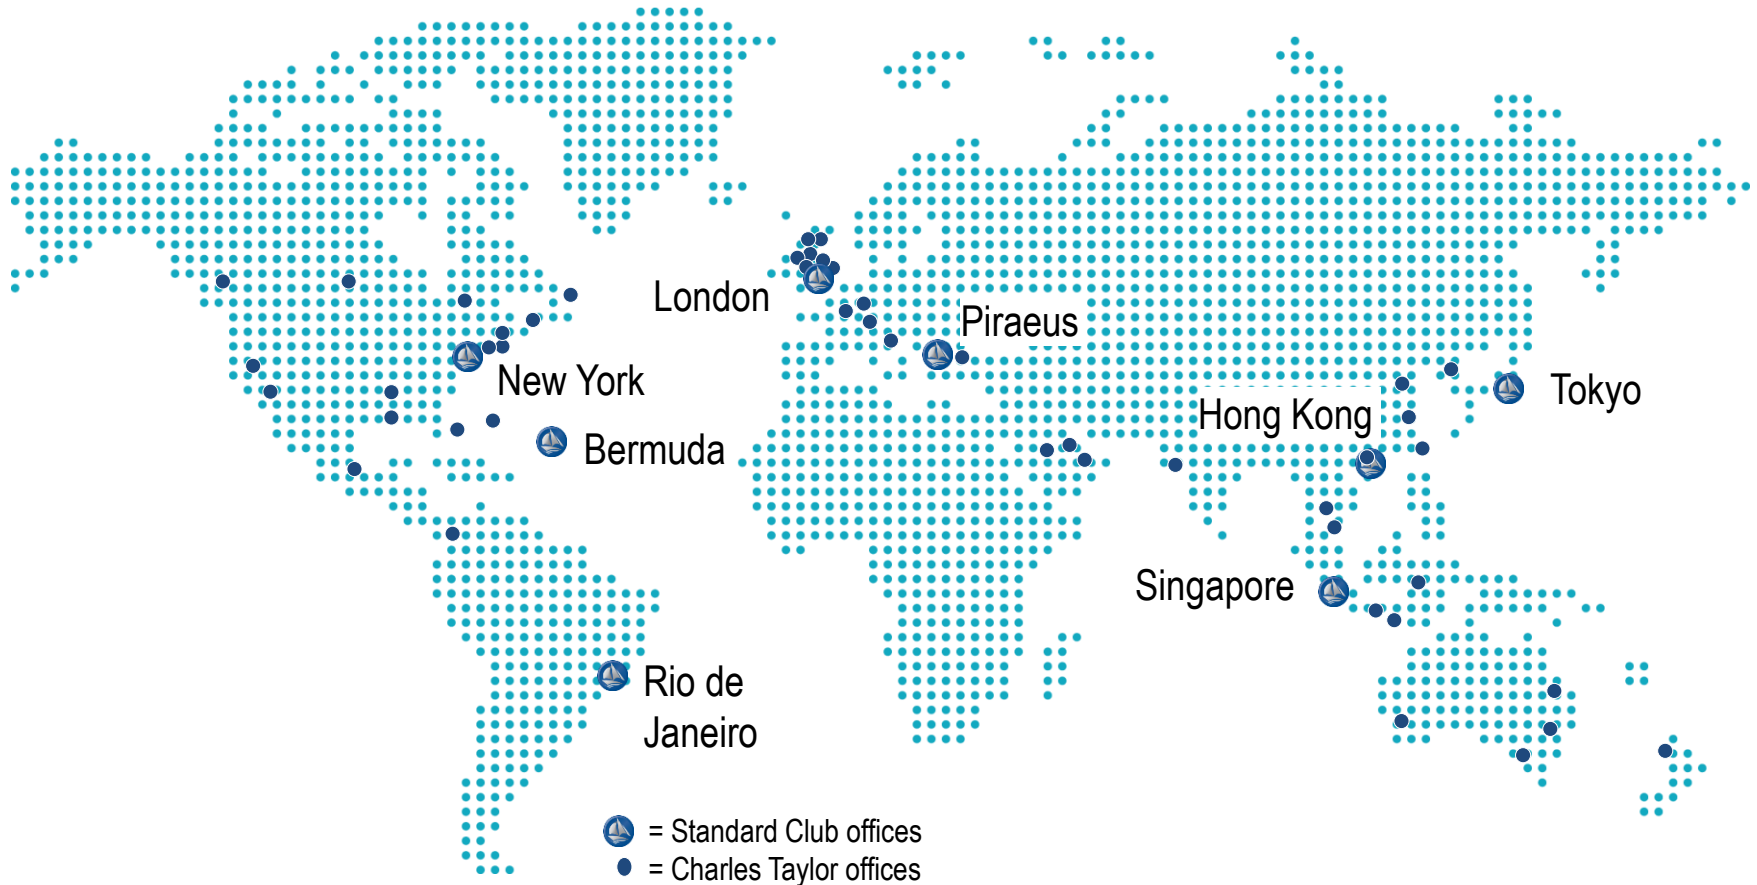 London
Piraeus
New York
Tokyo
Hong Kong
Bermuda
Singapore
Rio de
Janeiro
= Standard Club offices
= Charles Taylor offices